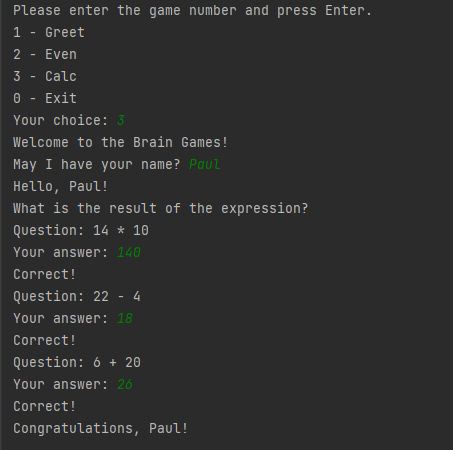 Please enter the game number and press Enter.
1 - Greet
2 - Even
3 - Calc
0 - Exit
Your choice: 3
Welcome to the Brain Games!
May I have your name? Paul
Hello, Paul!
What is the result of the expression?
Question: 14 * 10
Your answer: 140
Correct!
Question: 22 - 4
Your answer: 18
Correct!
Question: 6 + 20
Your answer: 26
Correct!
Congratulations, Paul!